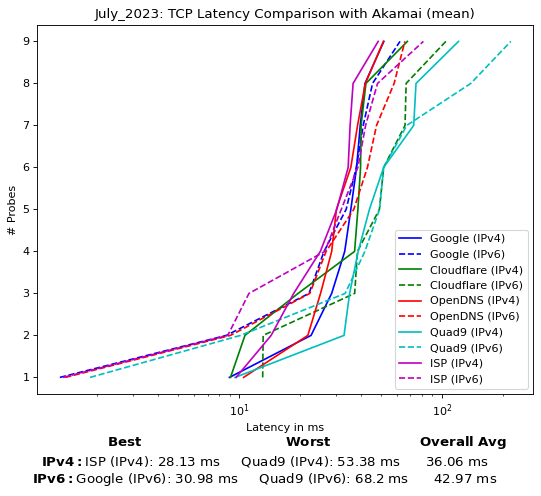 July_2023: TCP Latency Comparison with Akamai (mean)
9
8
7
6
5
4
3
2
1
# Probes
Google (IPv4)
Google (IPv6)
Cloudflare (IPv4)
Cloudflare (IPv6)
OpenDNS (IPv4)
OpenDNS (IPv6)
Quad9 (IPv4)
Quad9 (IPv6)
ISP (IPv4)
ISP (IPv6)
10¹ 10²
Latency in ms
Best Worst Overall Avg
IPv4: ISP (IPv4): 28.13 ms Quad9 (IPv4): 53.38 ms 36.06 ms
IPv6: Google (IPv6): 30.98 ms Quad9 (IPv6): 68.2 ms 42.97 ms